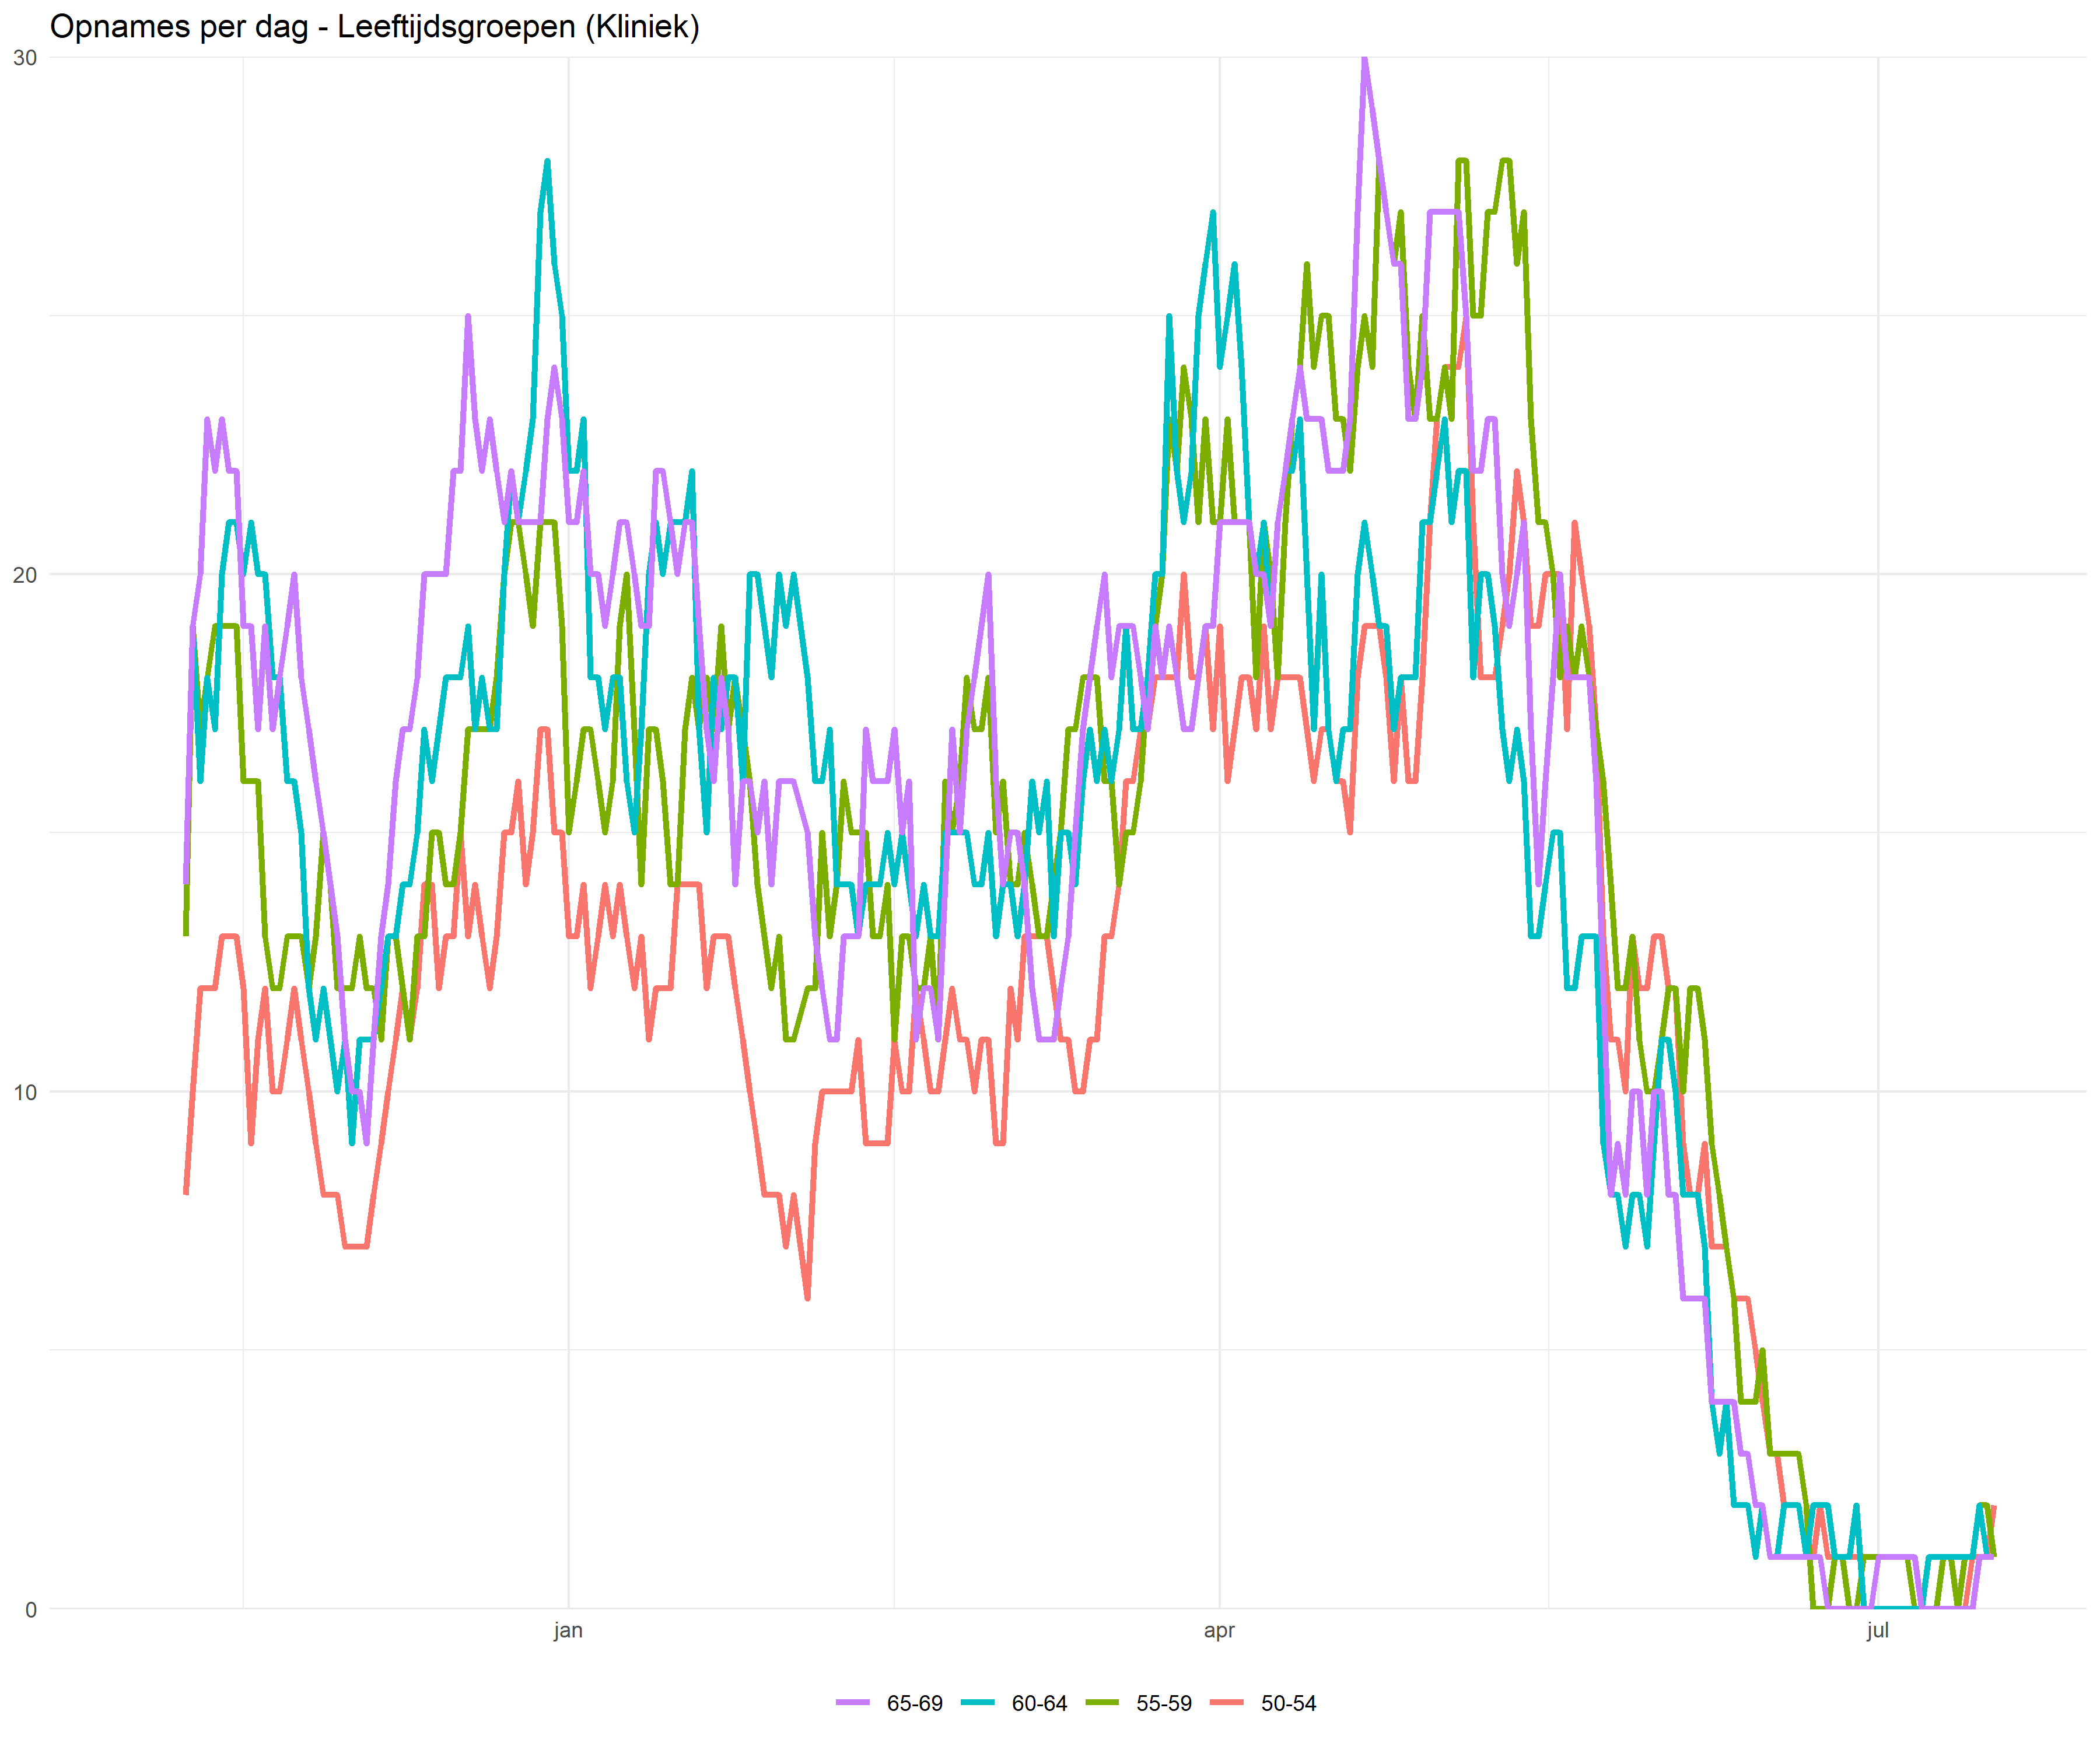 Opnames per dag - Leeftijdsgroepen (Kliniek)
30
20
10
0
jan apr jul
65-69 60-64 55-59 50-54